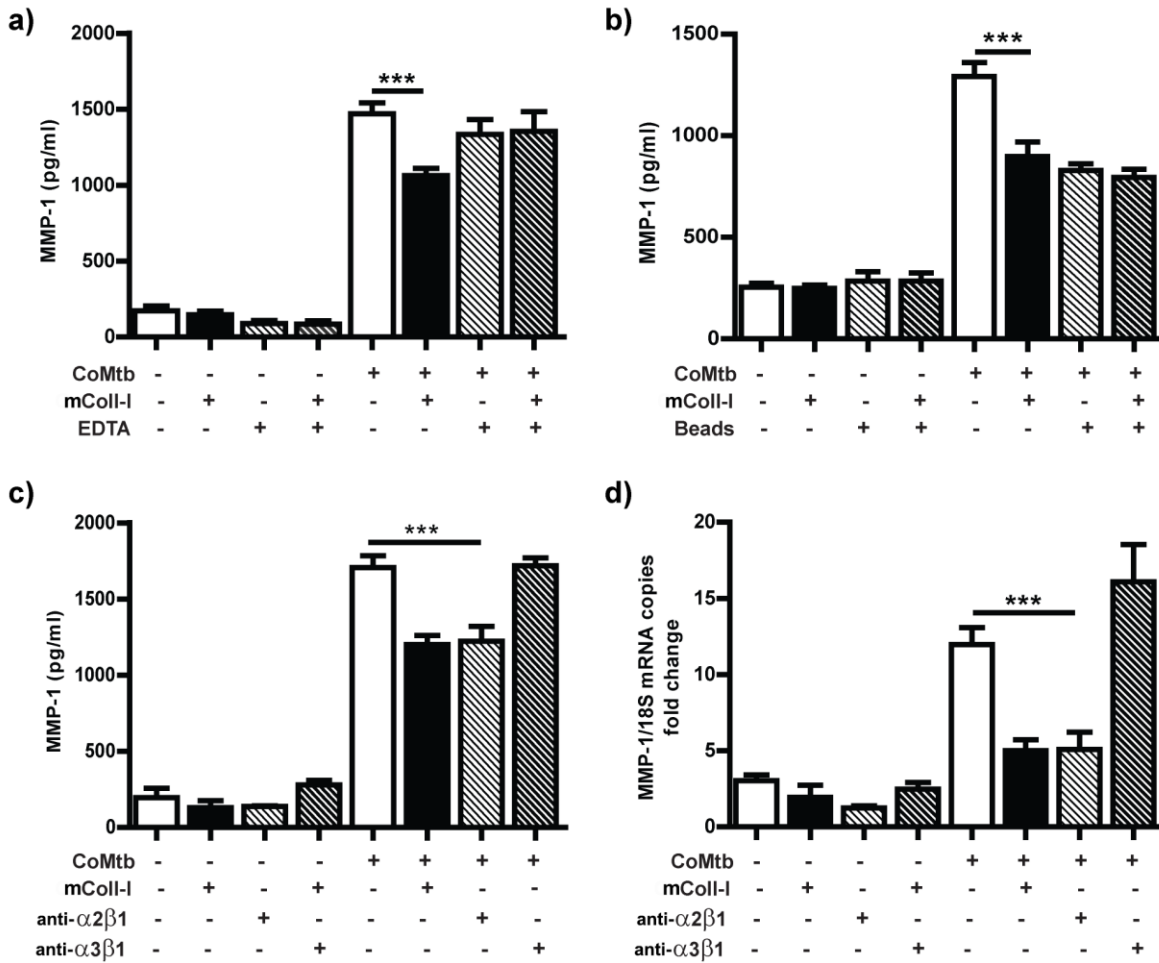 a)
MMP-1 (pg/ml)
2000
1500
1000
500
0
***
CoMtb - - - - + + + +
mColl-I - + - + - + - +
EDTA - - + + - - + +
b)
MMP-1 (pg/ml)
1500
1000
500
0
***
CoMtb - - - - + + + +
mColl-I - + - + - + - +
Beads - - + + - - + +
c)
MMP-1 (pg/ml)
2000
1500
1000
500
0
***
CoMtb - - - - + + + +
mColl-I - + - + - + - -
anti-α2β1 - - + - - - + -
anti-α3β1 - - - + - - - +
d)
MMP-1/18S mRNA copies
fold change
20
15
10
5
0
***
CoMtb - - - - + + + +
mColl-I - + - + - + - -
anti-α2β1 - - + - - - + -
anti-α3β1 - - - + - - - +